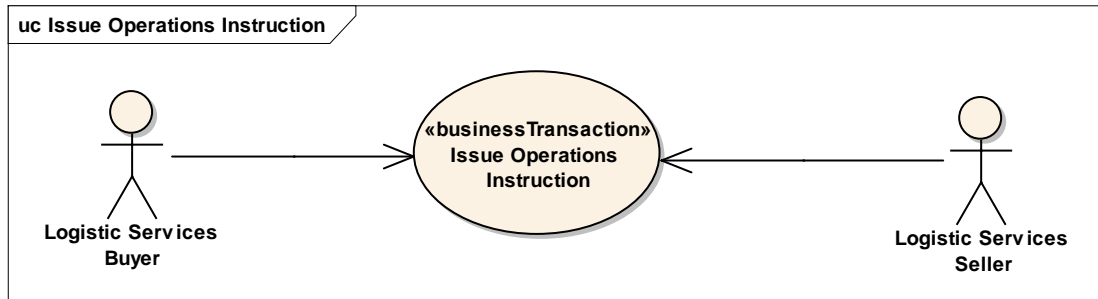 uc Issue Operations Instruction
«businessTransaction»
Issue Operations
Instruction
Logistic Services
Buyer
Logistic Services
Seller